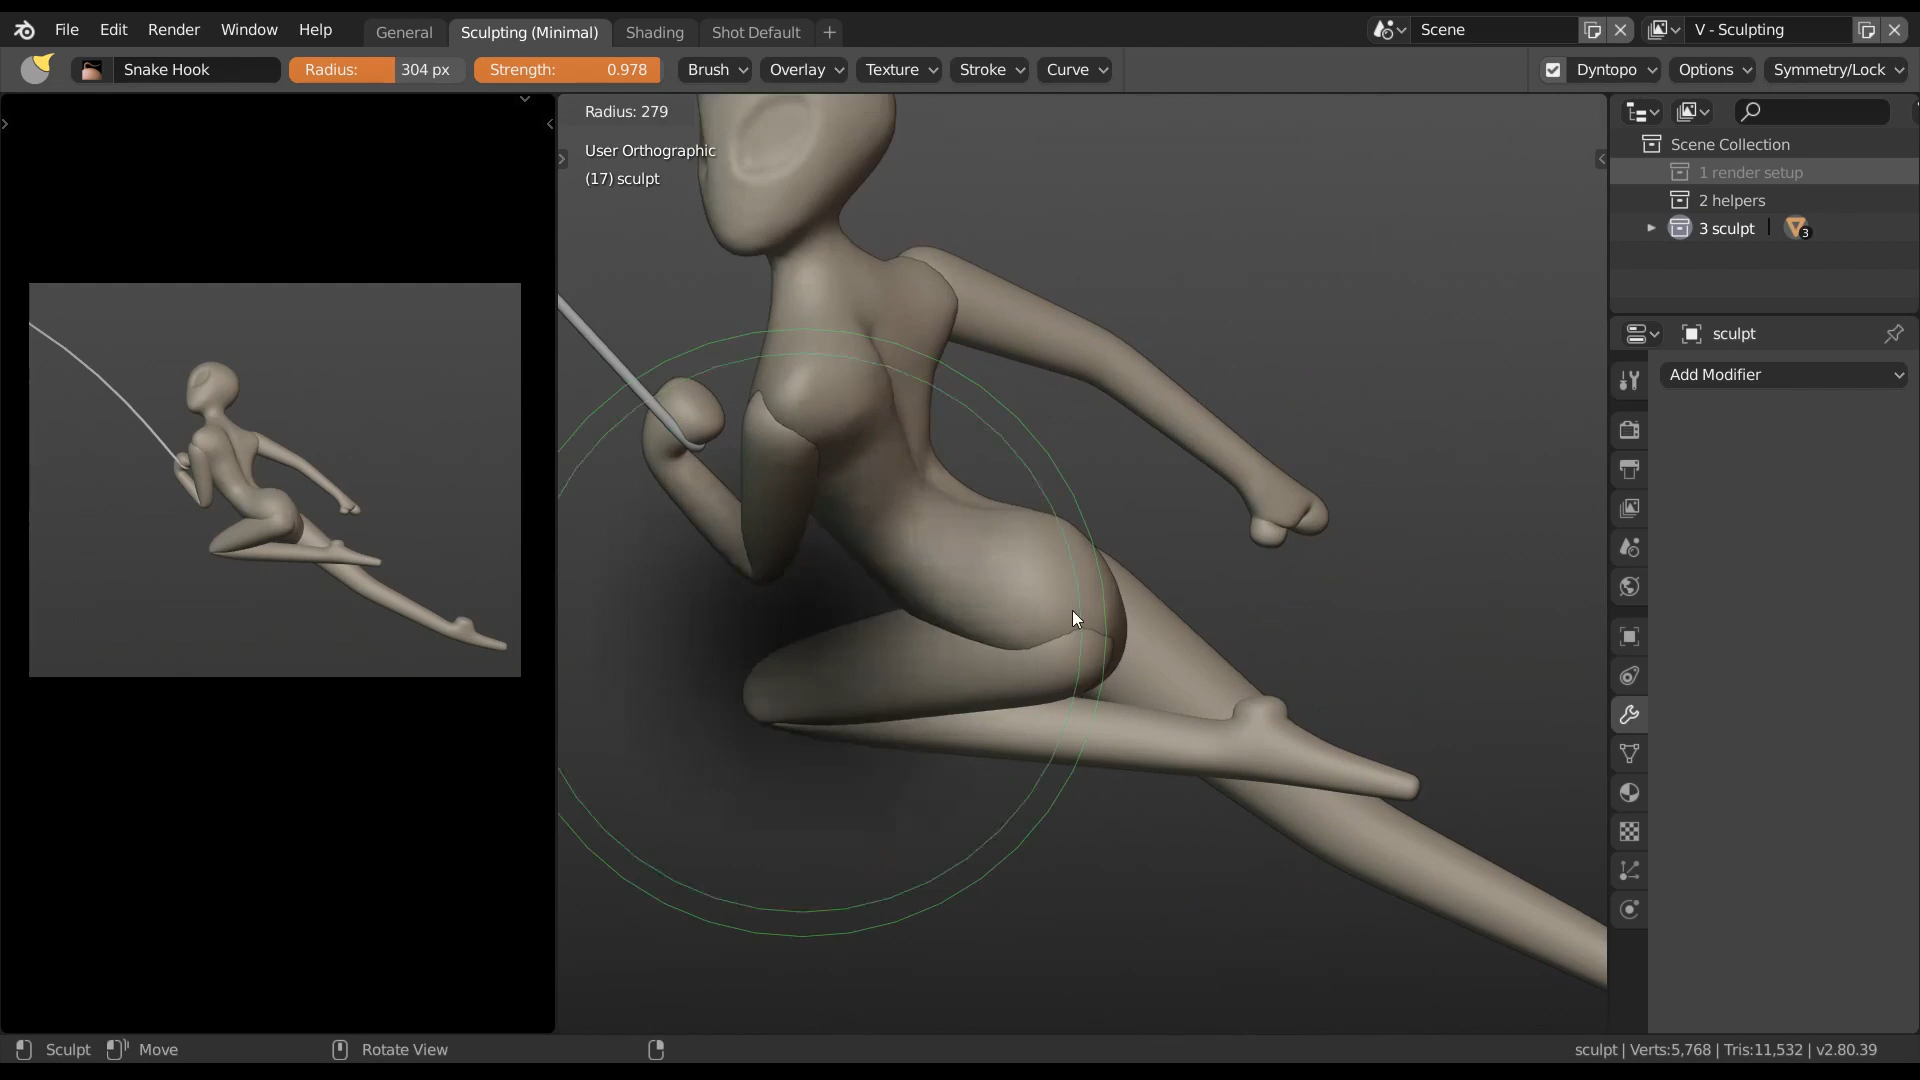 File Edit Render Window Help General Sculpting (Minimal) Shading Shot Default Scene V - Sculpting
Snake Hook Radius: 304 px Strength: 0.978 Brush Overlay Texture Stroke Curve Dyntopo Options Symmetry/Lock
Radius: 279
User Orthographic
(17) sculpt
Scene Collection
1 render setup
2 helpers
3 sculpt 3
sculpt
Add Modifier
Sculpt Move Rotate View sculpt | Verts:5,768 | Tris:11,532 | v2.80.39